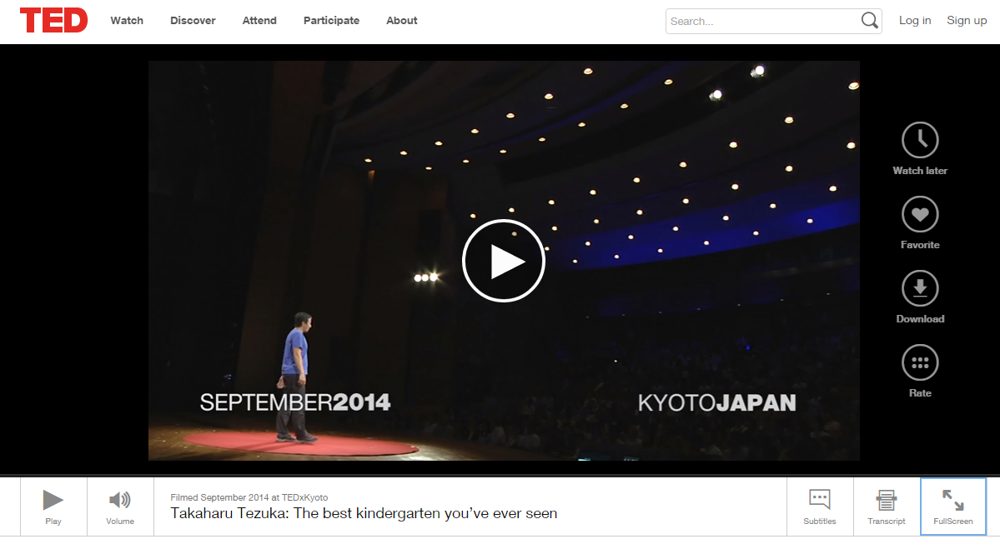 TED Watch Discover Attend Participate About Search... Log in Sign up
Watch later
Favorite
Download
Rate
SEPTEMBER2014 KYOTOJAPAN
Filmed September 2014 at TEDxKyoto
Takaharu Tezuka: The best kindergarten you’ve ever seen
Play Volume Subtitles Transcript FullScreen